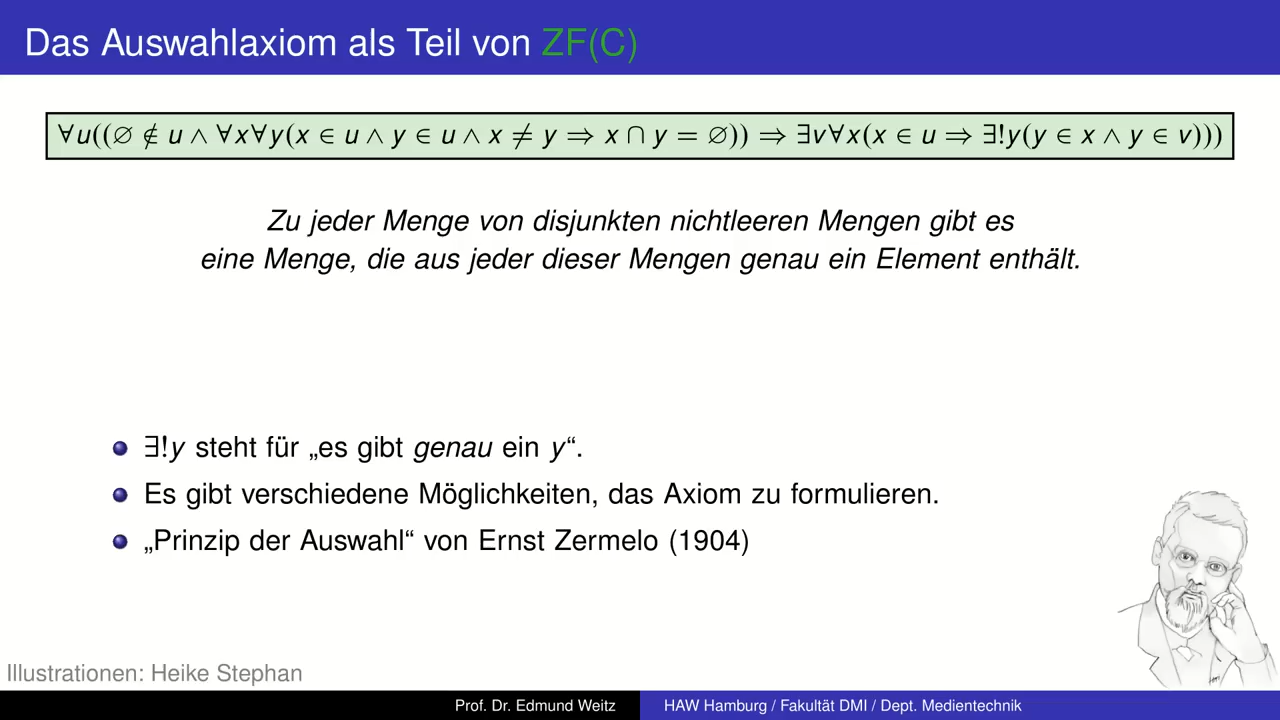 Das Auswahlaxiom als Teil von ZF(C)
∀u((∅ ∉ u ∧ ∀x∀y(x ∈ u ∧ y ∈ u ∧ x ≠ y ⇒ x ∩ y = ∅)) ⇒ ∃v∀x(x ∈ u ⇒ ∃!y(y ∈ x ∧ y ∈ v)))
Zu jeder Menge von disjunkten nichtleeren Mengen gibt es
eine Menge, die aus jeder dieser Mengen genau ein Element enthält.
∃!y steht für „es gibt genau ein y“.
Es gibt verschiedene Möglichkeiten, das Axiom zu formulieren.
„Prinzip der Auswahl“ von Ernst Zermelo (1904)
Illustrationen: Heike Stephan
Prof. Dr. Edmund Weitz
HAW Hamburg / Fakultät DMI / Dept. Medientechnik